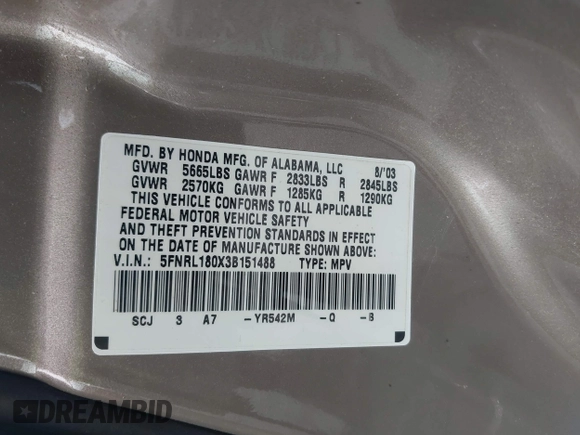 MFD. BY HONDA MFG. OF ALABAMA, LLC 8/'03
GVWR 5665LBS GAWR F 2833LBS R 2845LBS
GVWR 2570KG GAWR F 1285KG R 1290KG
THIS VEHICLE CONFORMS TO ALL APPLICABLE
FEDERAL MOTOR VEHICLE SAFETY
AND THEFT PREVENTION STANDARDS IN EFFECT
ON THE DATE OF MANUFACTURE SHOWN ABOVE:
V.I.N.: 5FNRL180X3B151488 TYPE: MPV
SCJ 3 A7 -YR542M -Q -B
DREAMBID